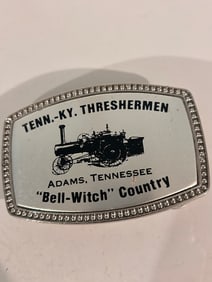 TENN.-KY. THRESHERMEN
ADAMS, TENNESSEE
"Bell-Witch" Country